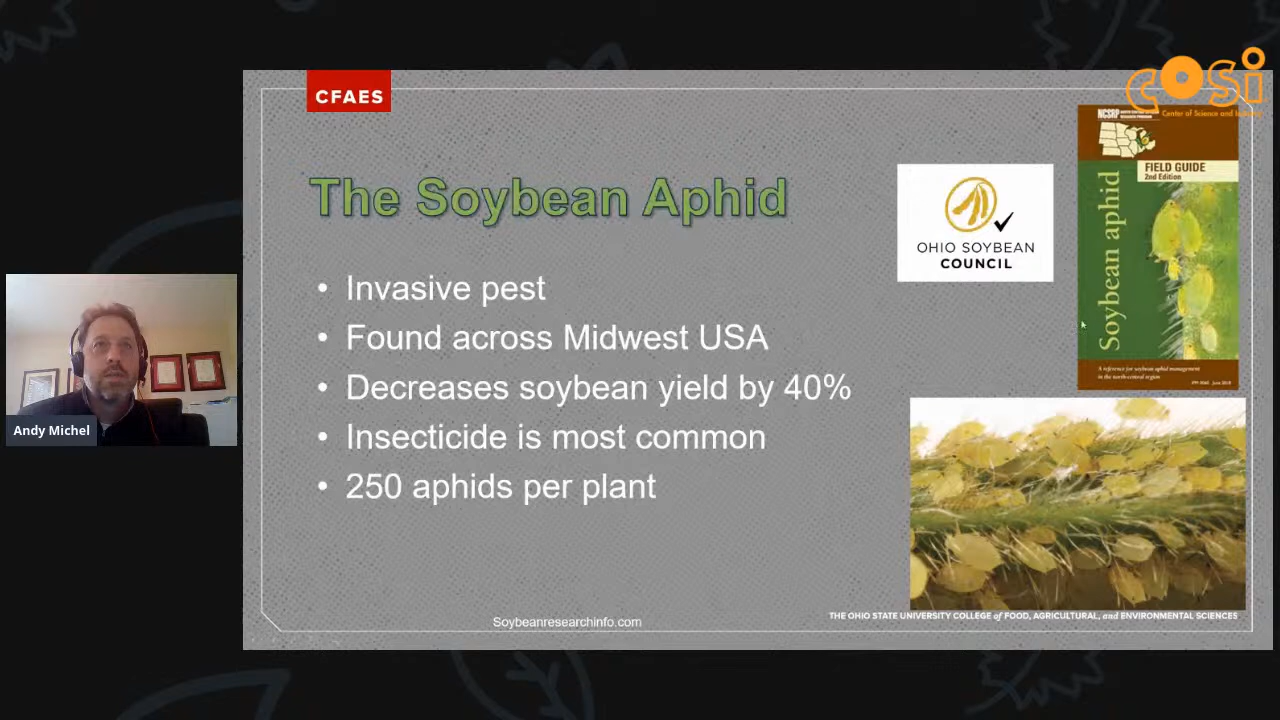 CFAES
cosi
Center of Science and
The Soybean Aphid
• Invasive pest
• Found across Midwest USA
• Decreases soybean yield by 40%
• Insecticide is most common
• 250 aphids per plant
OHIO SOYBEAN
COUNCIL
NCSRP
FIELD GUIDE
2nd Edition
Soybean aphid
A reference for soybean aphid management
in the north-central region
Andy Michel
Soybeanresearchinfo.com
THE OHIO STATE UNIVERSITY COLLEGE of FOOD, AGRICULTURAL, and ENVIRONMENTAL SCIENCES